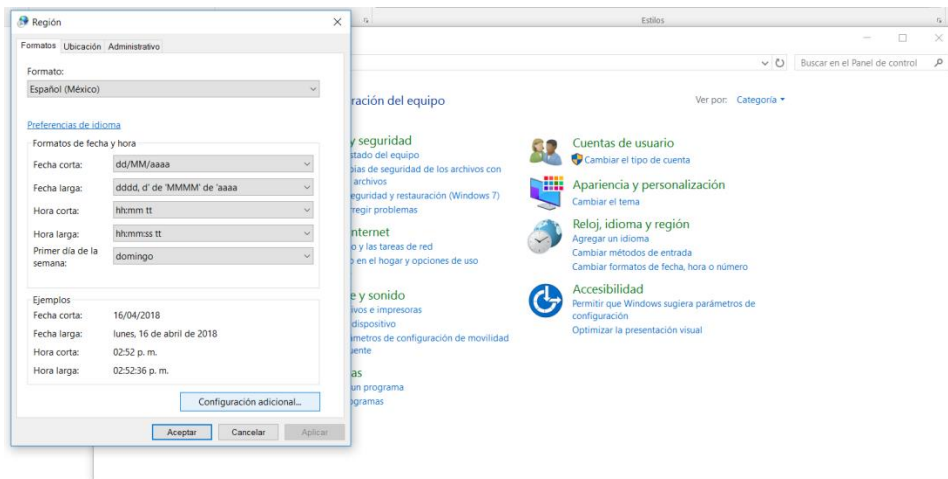 Región
Formatos Ubicación Administrativo
Formato:
Español (México)
Preferencias de idioma
Formatos de fecha y hora
Fecha corta: dd/MM/aaaa
Fecha larga: dddd, d' de 'MMMM' de 'aaaa
Hora corta: hh:mm tt
Hora larga: hh:mm:ss tt
Primer día de la
semana: domingo
Ejemplos
Fecha corta: 16/04/2018
Fecha larga: lunes, 16 de abril de 2018
Hora corta: 02:52 p. m.
Hora larga: 02:52:36 p. m.
Configuración adicional...
Aceptar Cancelar Aplicar
Estilos
Buscar en el Panel de control
ración del equipo
Ver por: Categoría
y seguridad
stado del equipo
pias de seguridad de los archivos con
archivos
eguridad y restauración (Windows 7)
regir problemas
nternet
o y las tareas de red
o en el hogar y opciones de uso
e y sonido
ivos e impresoras
dispositivo
ámetros de configuración de movilidad
uente
as
un programa
ogramas
Cuentas de usuario
Cambiar el tipo de cuenta
Apariencia y personalización
Cambiar el tema
Reloj, idioma y región
Agregar un idioma
Cambiar métodos de entrada
Cambiar formatos de fecha, hora o número
Accesibilidad
Permitir que Windows sugiera parámetros de
configuración
Optimizar la presentación visual